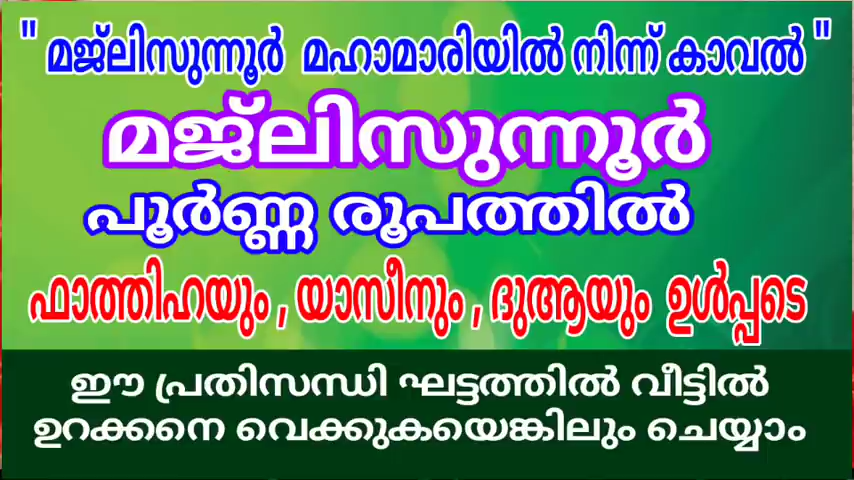 " മജ്ലിസുന്നൂർ മഹാമാരിയിൽ നിന്ന് കാവൽ "
മജ്ലിസുന്നൂർ
പൂർണ്ണ രൂപത്തിൽ
ഫാത്തിഹയും , യാസീനും , ദുആയും ഉൾപ്പടെ
ഈ പ്രതിസന്ധി ഘട്ടത്തിൽ വീട്ടിൽ
ഉറക്കനെ വെക്കുകയെങ്കിലും ചെയ്യാം